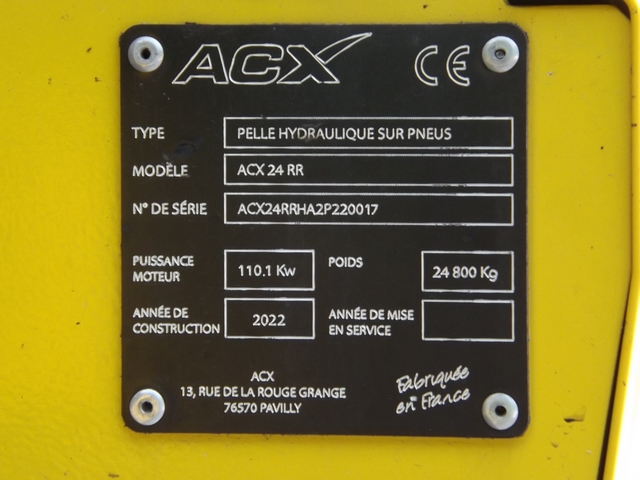 ACX CE
TYPE PELLE HYDRAULIQUE SUR PNEUS
MODÈLE ACX 24 RR
N° DE SÉRIE ACX24RRHA2P220017
PUISSANCE MOTEUR 110.1 Kw POIDS 24 800 Kg
ANNÉE DE CONSTRUCTION 2022 ANNÉE DE MISE EN SERVICE
ACX
13, RUE DE LA ROUGE GRANGE
76570 PAVILLY
Fabriquée
en France